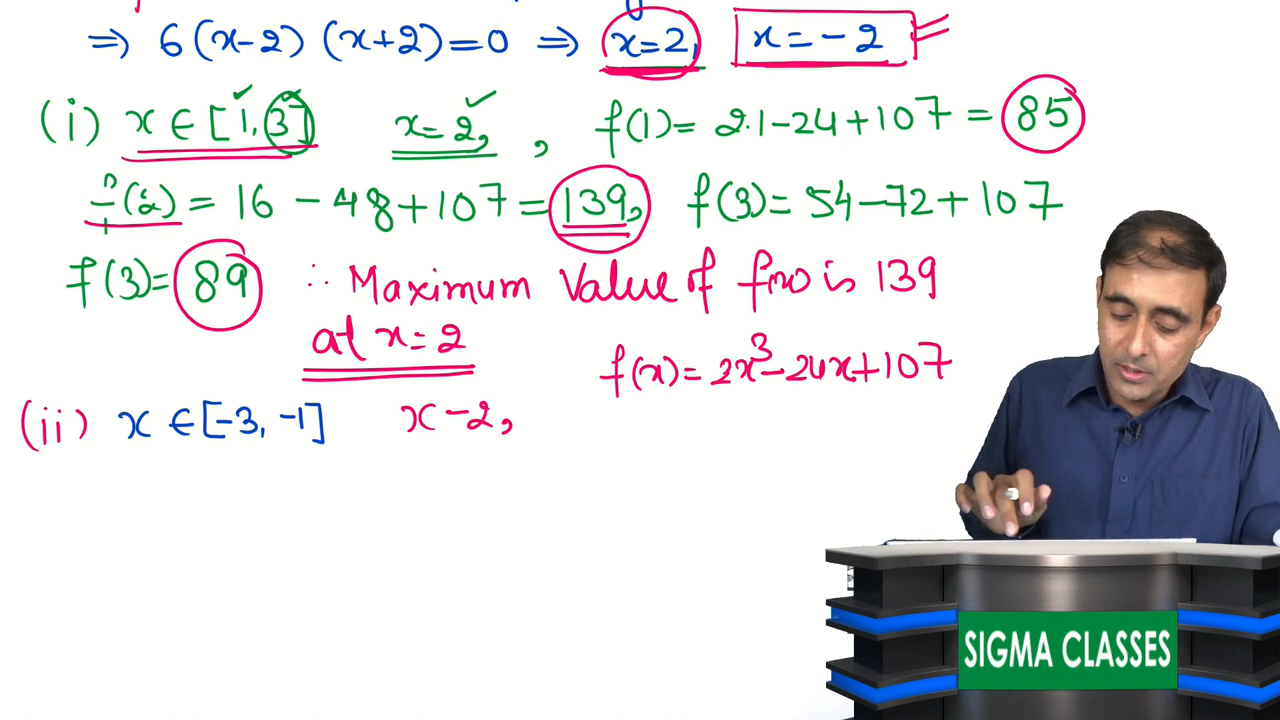 ⇒ 6(x-2) (x+2)=0 ⇒ x=2, x=-2
(i) x ∈ [1, 3] x=2, , f(1)= 2.1-24+107 = 85
f(2) = 16 - 48+107 = 139, f(3)= 54-72+107
f(3)= 89 ∴ Maximum Value of f(x) is 139
at x=2
f(x)= 2x³-24x+107
(ii) x ∈ [-3, -1] x -2,
SIGMA CLASSES